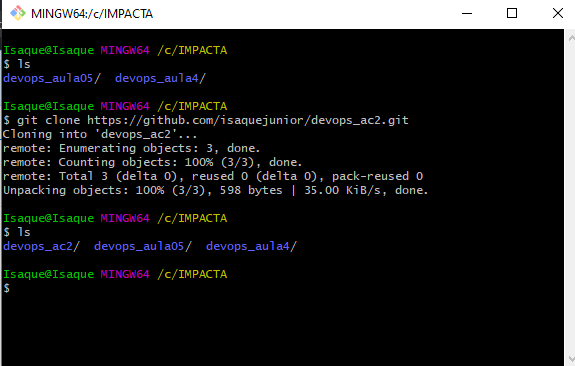 MINGW64:/c/IMPACTA
Isaque@Isaque MINGW64 /c/IMPACTA
$ ls
devops_aula05/  devops_aula4/
Isaque@Isaque MINGW64 /c/IMPACTA
$ git clone https://github.com/isaquejunior/devops_ac2.git
Cloning into 'devops_ac2'...
remote: Enumerating objects: 3, done.
remote: Counting objects: 100% (3/3), done.
remote: Total 3 (delta 0), reused 0 (delta 0), pack-reused 0
Unpacking objects: 100% (3/3), 598 bytes | 35.00 KiB/s, done.
Isaque@Isaque MINGW64 /c/IMPACTA
$ ls
devops_ac2/  devops_aula05/  devops_aula4/
Isaque@Isaque MINGW64 /c/IMPACTA
$